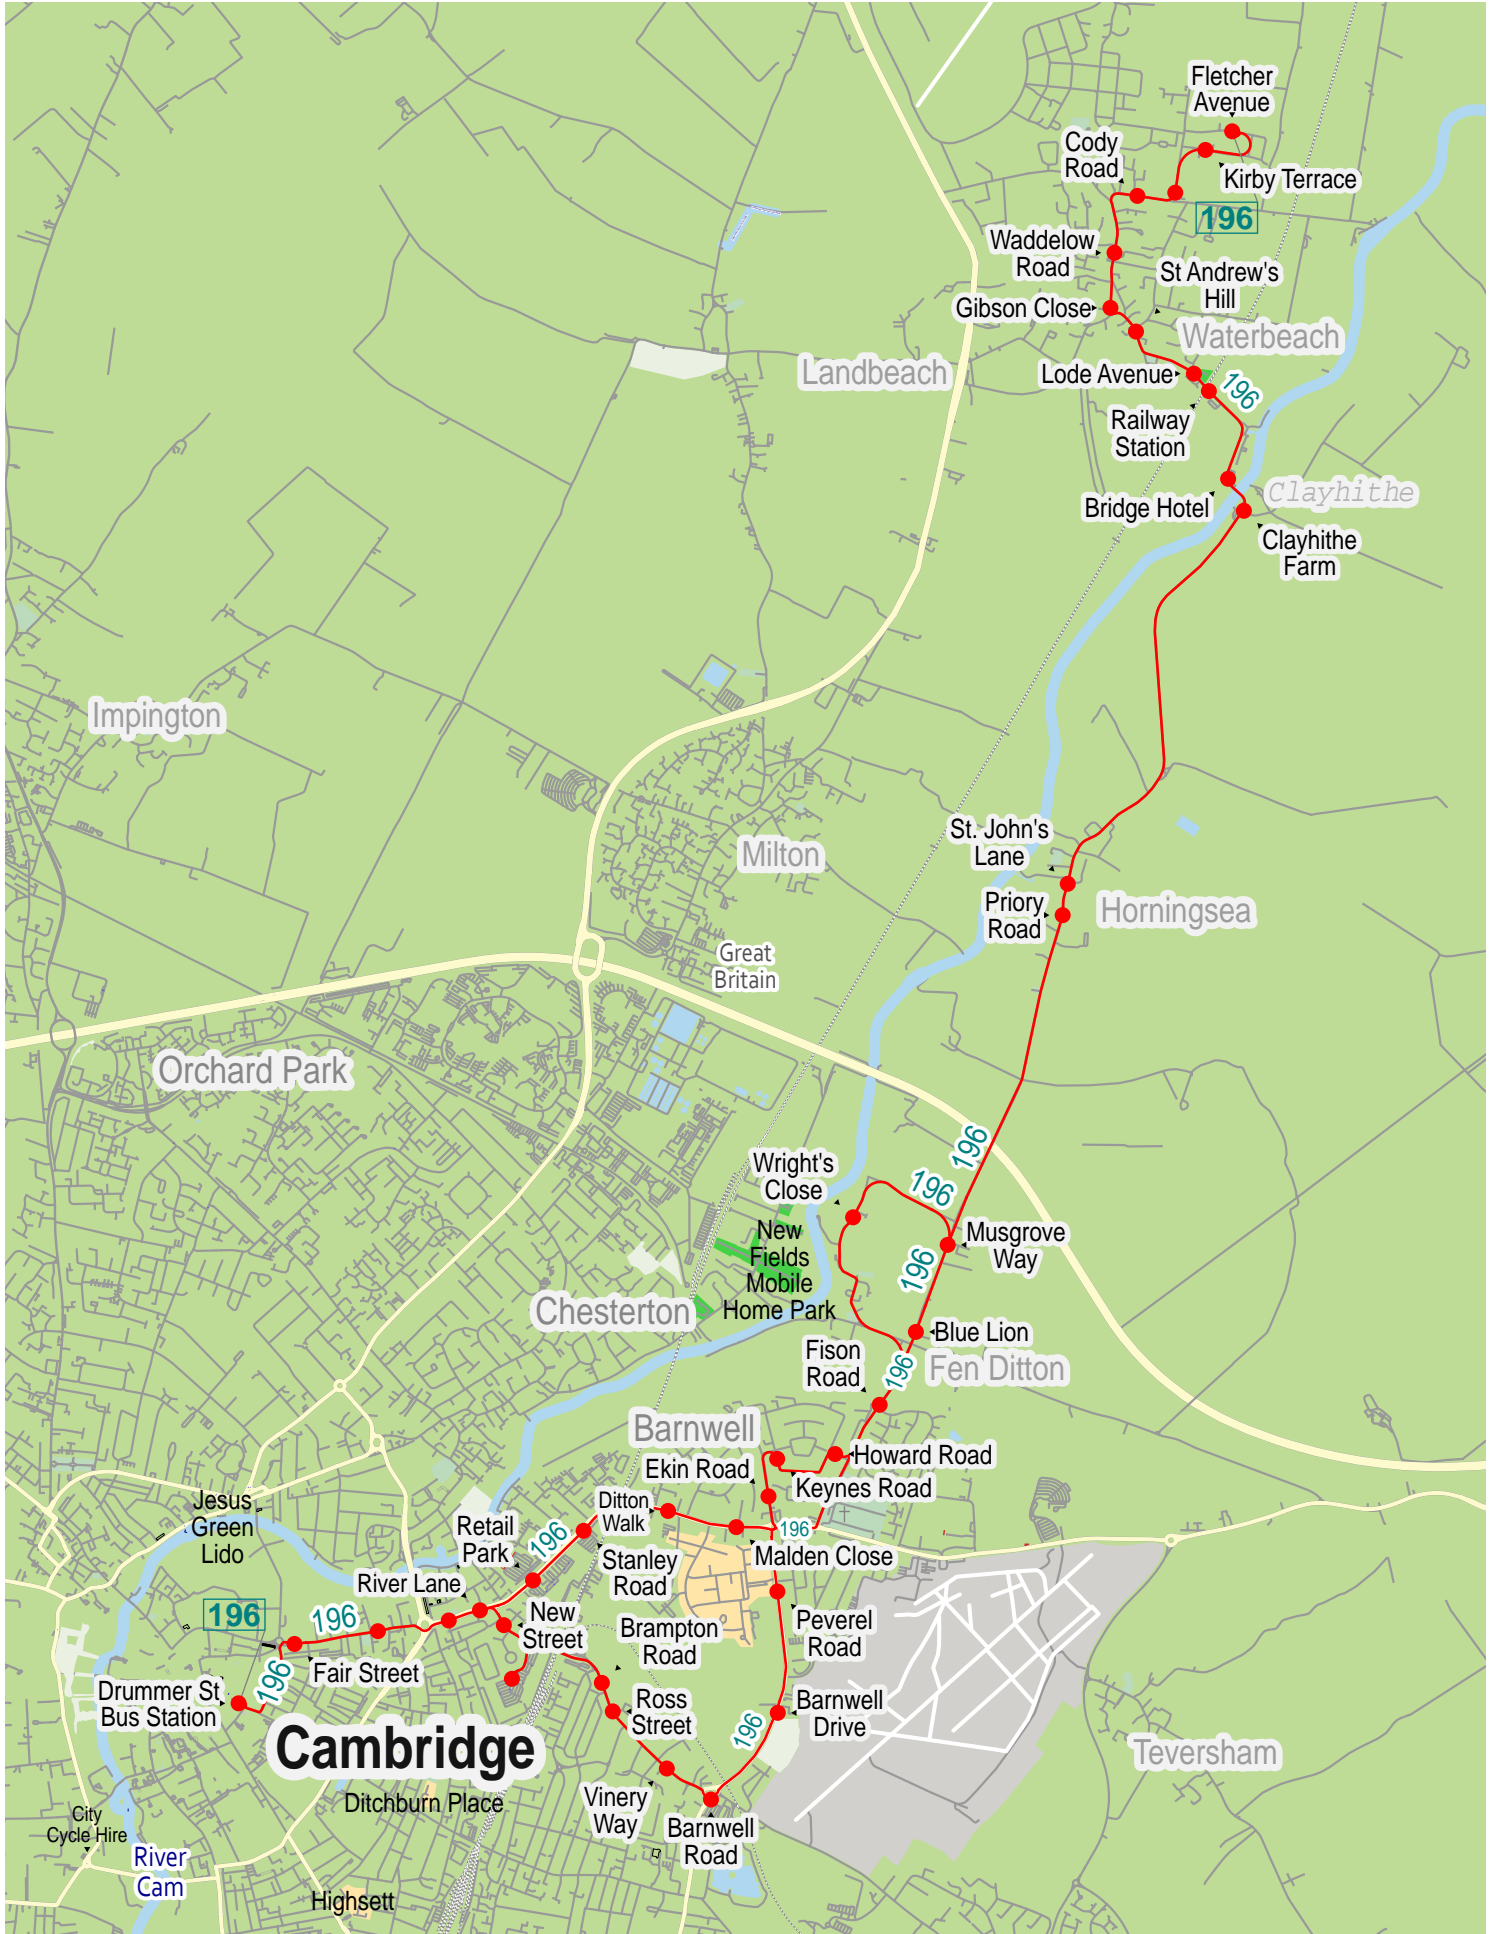 Fletcher
Avenue
Cody
Road
Kirby Terrace
196
Waddelow
Road
St Andrew's
Hill
Gibson Close
Waterbeach
Landbeach
Lode Avenue
196
Railway
Station
Clayhithe
Bridge Hotel
Clayhithe
Farm
Impington
St. John's
Lane
Milton
Priory
Road
Horningsea
Great
Britain
Orchard Park
196
Wright's
Close
196
New
Fields
Mobile
Home Park
Musgrove
Way
196
Chesterton
Blue Lion
Fison
Road
196
Fen Ditton
Barnwell
Howard Road
Ekin Road
Keynes Road
Jesus
Green
Lido
Ditton
Walk
Retail
Park
196
196
Malden Close
Stanley
Road
River Lane
196
196
New
Street
Brampton
Road
Peverel
Road
Fair Street
196
Drummer St
Bus Station
Ross
Street
Barnwell
Drive
196
Cambridge
Teversham
Ditchburn Place
Vinery
Way
City
Cycle Hire
Barnwell
Road
River
Cam
Highsett